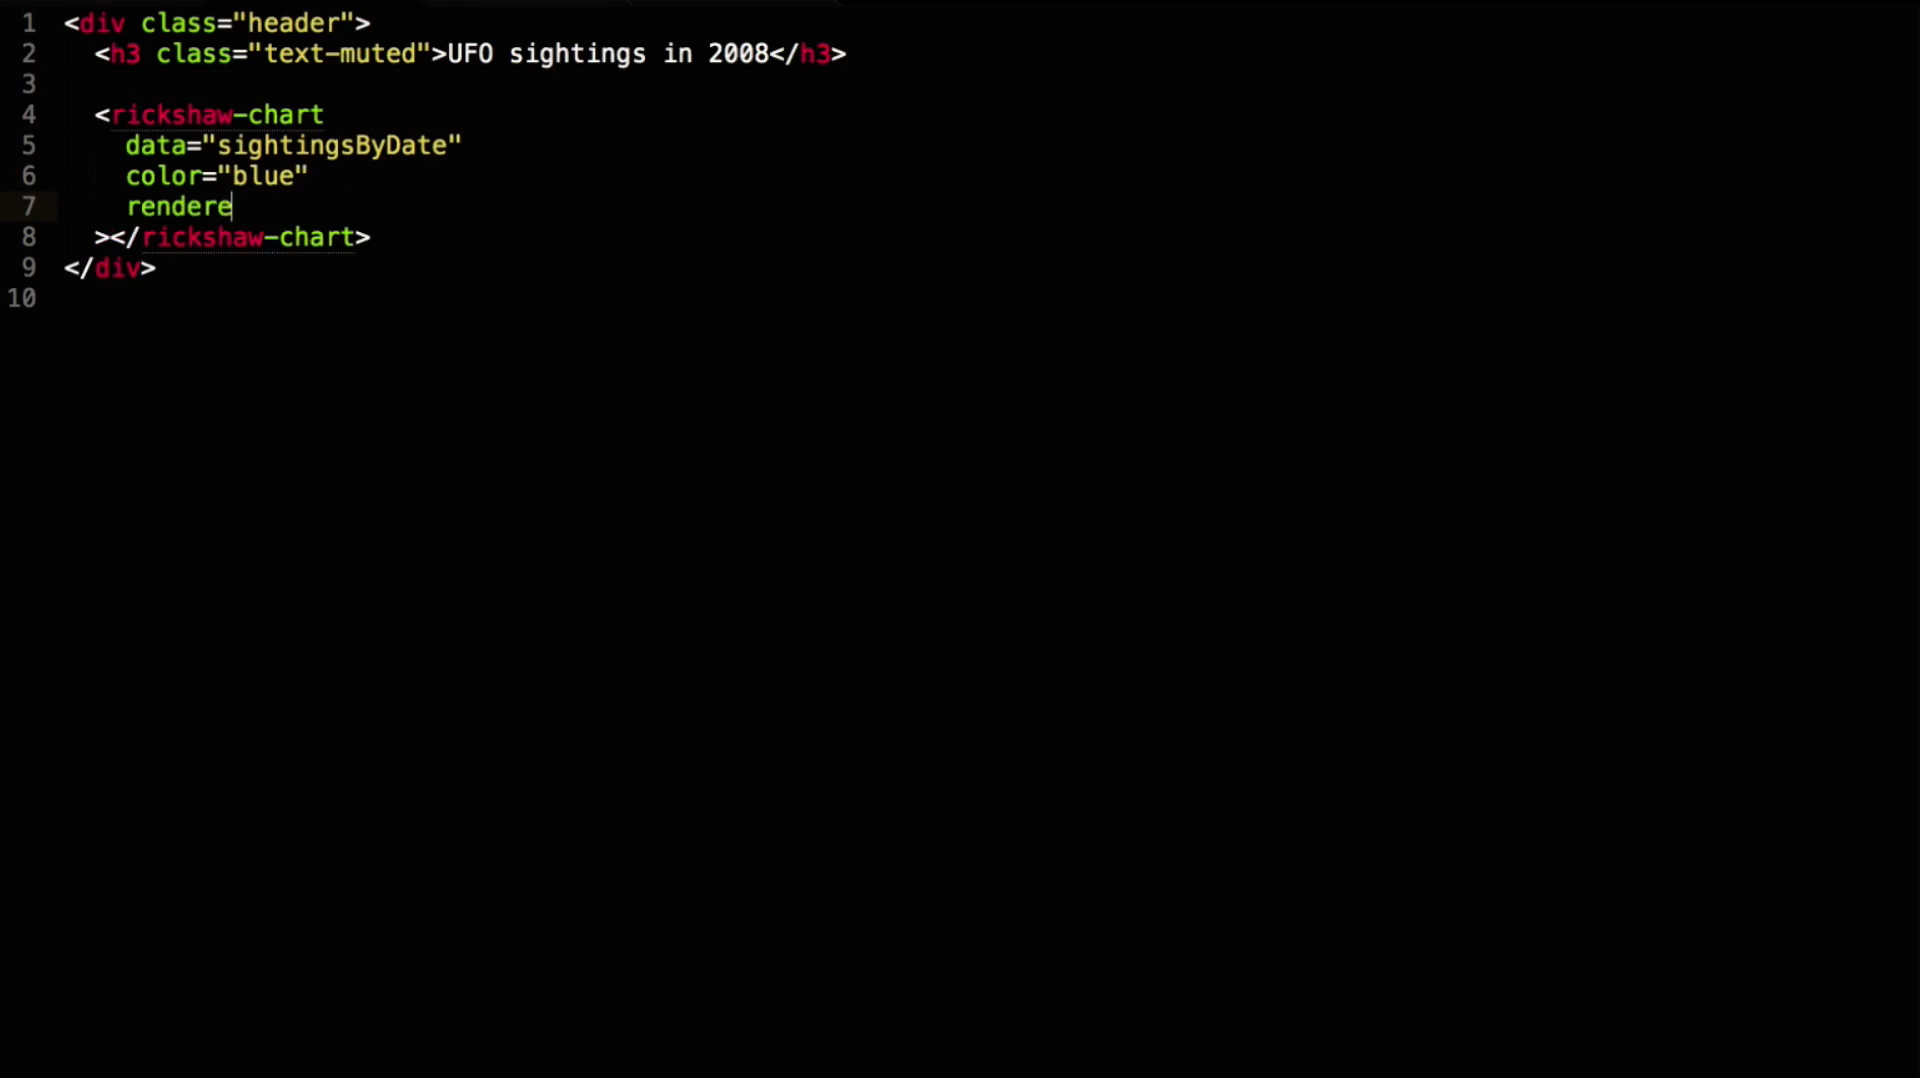 1 <div class="header">
2 <h3 class="text-muted">UFO sightings in 2008</h3>
3
4 <rickshaw-chart
5 data="sightingsByDate"
6 color="blue"
7 rendere
8 ></rickshaw-chart>
9 </div>
10